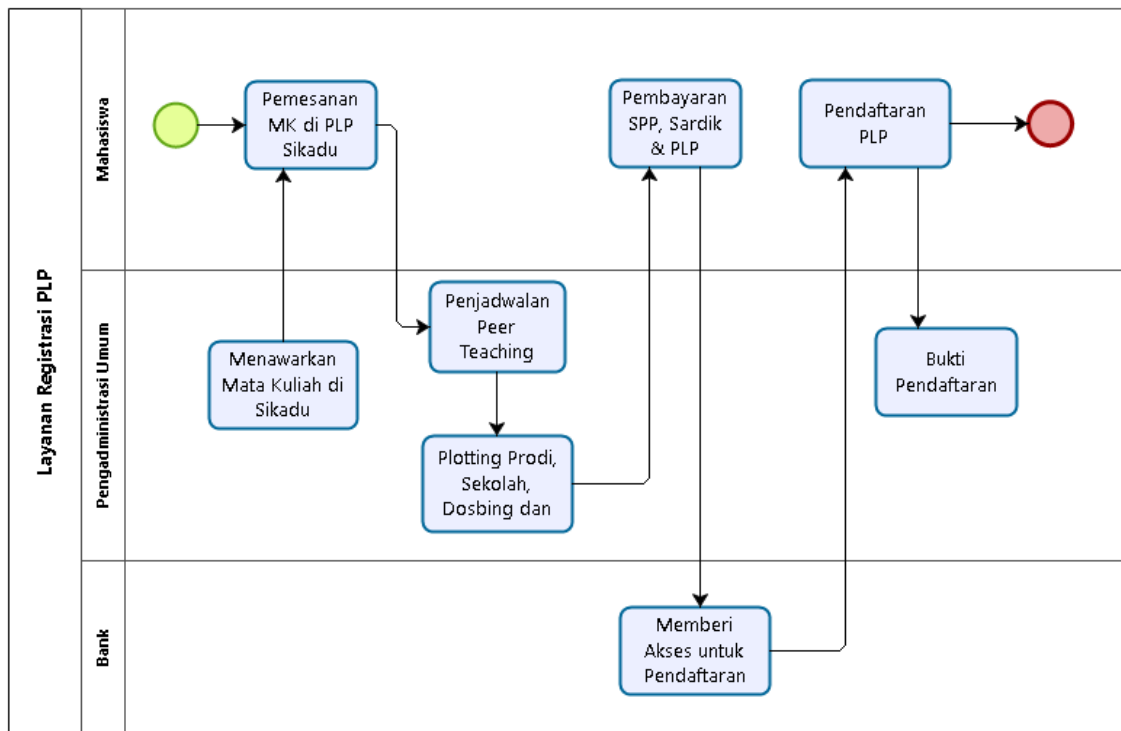 Layanan Registrasi PLP
Mahasiswa
Pemesanan
MK di PLP
Sikadu
Pembayaran
SPP, Sardik
& PLP
Pendaftaran
PLP
Pengadministrasi Umum
Menawarkan
Mata Kuliah di
Sikadu
Penjadwalan
Peer
Teaching
Plotting Prodi,
Sekolah,
Dosbing dan
Bukti
Pendaftaran
Bank
Memberi
Akses untuk
Pendaftaran